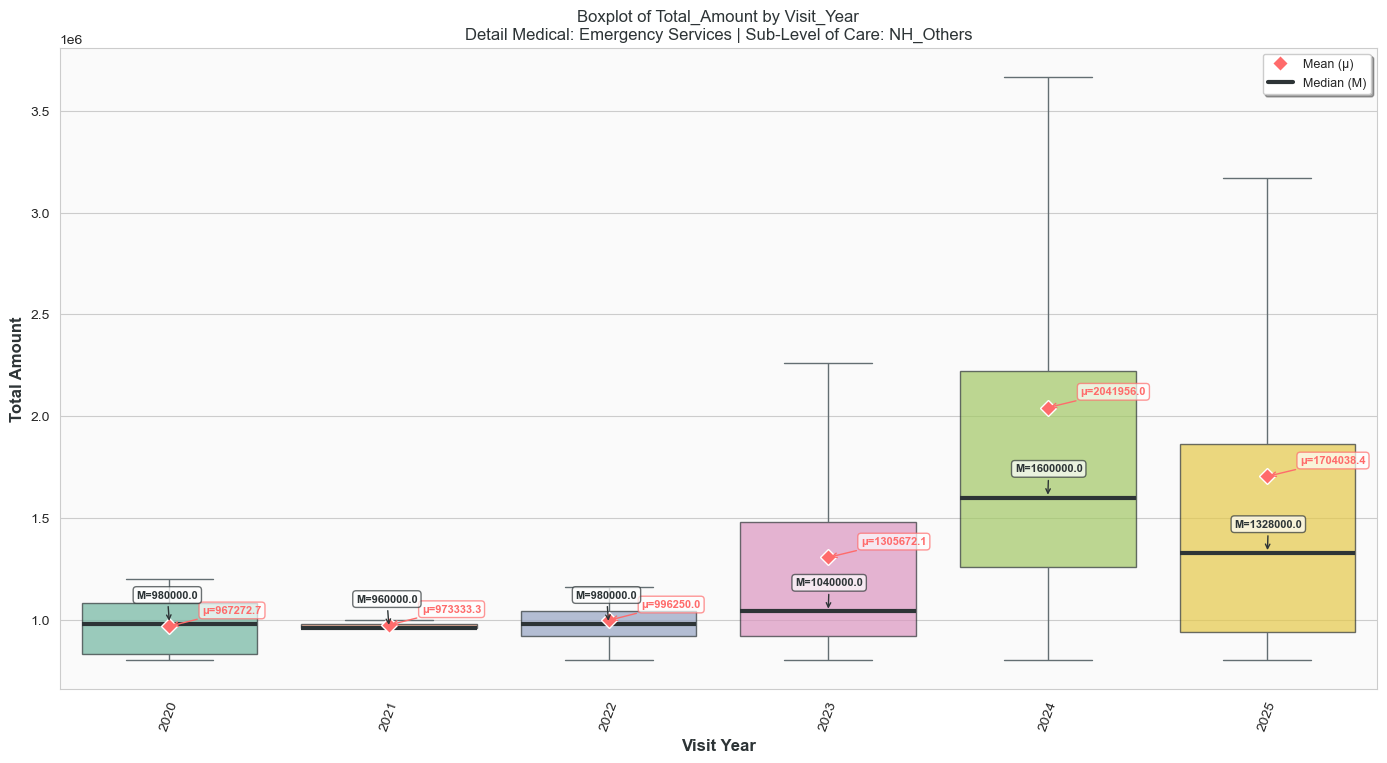 Boxplot of Total_Amount by Visit_Year
Detail Medical: Emergency Services | Sub-Level of Care: NH_Others
1e6
Mean (μ)
Median (M)
3.5
3.0
2.5
2.0
1.5
1.0
Total Amount
M=980000.0
μ=967272.7
M=960000.0
μ=973333.3
M=980000.0
μ=996250.0
M=1040000.0
μ=1305672.1
M=1600000.0
μ=2041956.0
M=1328000.0
μ=1704038.4
2020
2021
2022
2023
2024
2025
Visit Year